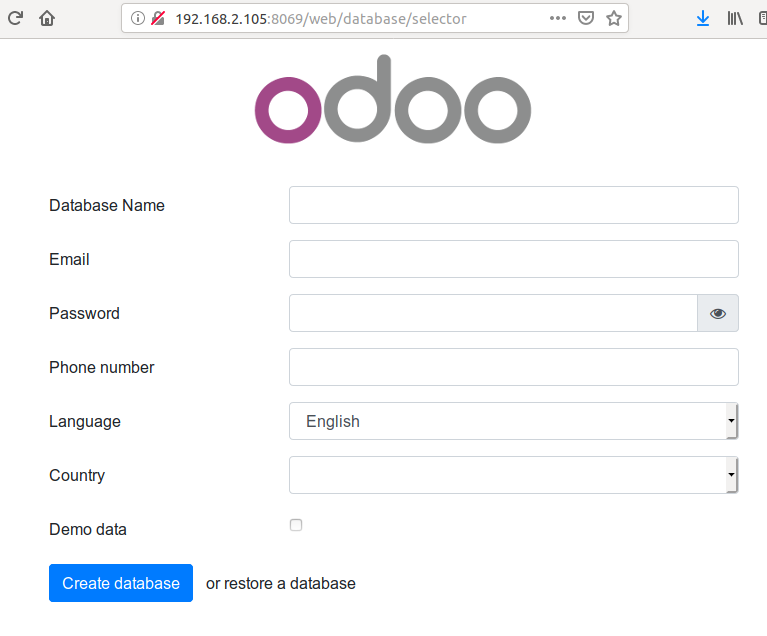 192.168.2.105:8069/web/database/selector
odoo
Database Name
Email
Password
Phone number
Language English
Country
Demo data
Create database or restore a database